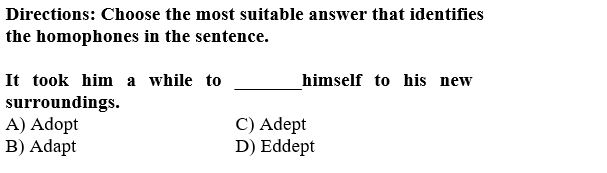 Directions: Choose the most suitable answer that identifies
the homophones in the sentence.
It took him a while to _______himself to his new
surroundings.
A) Adopt C) Adept
B) Adapt D) Eddept